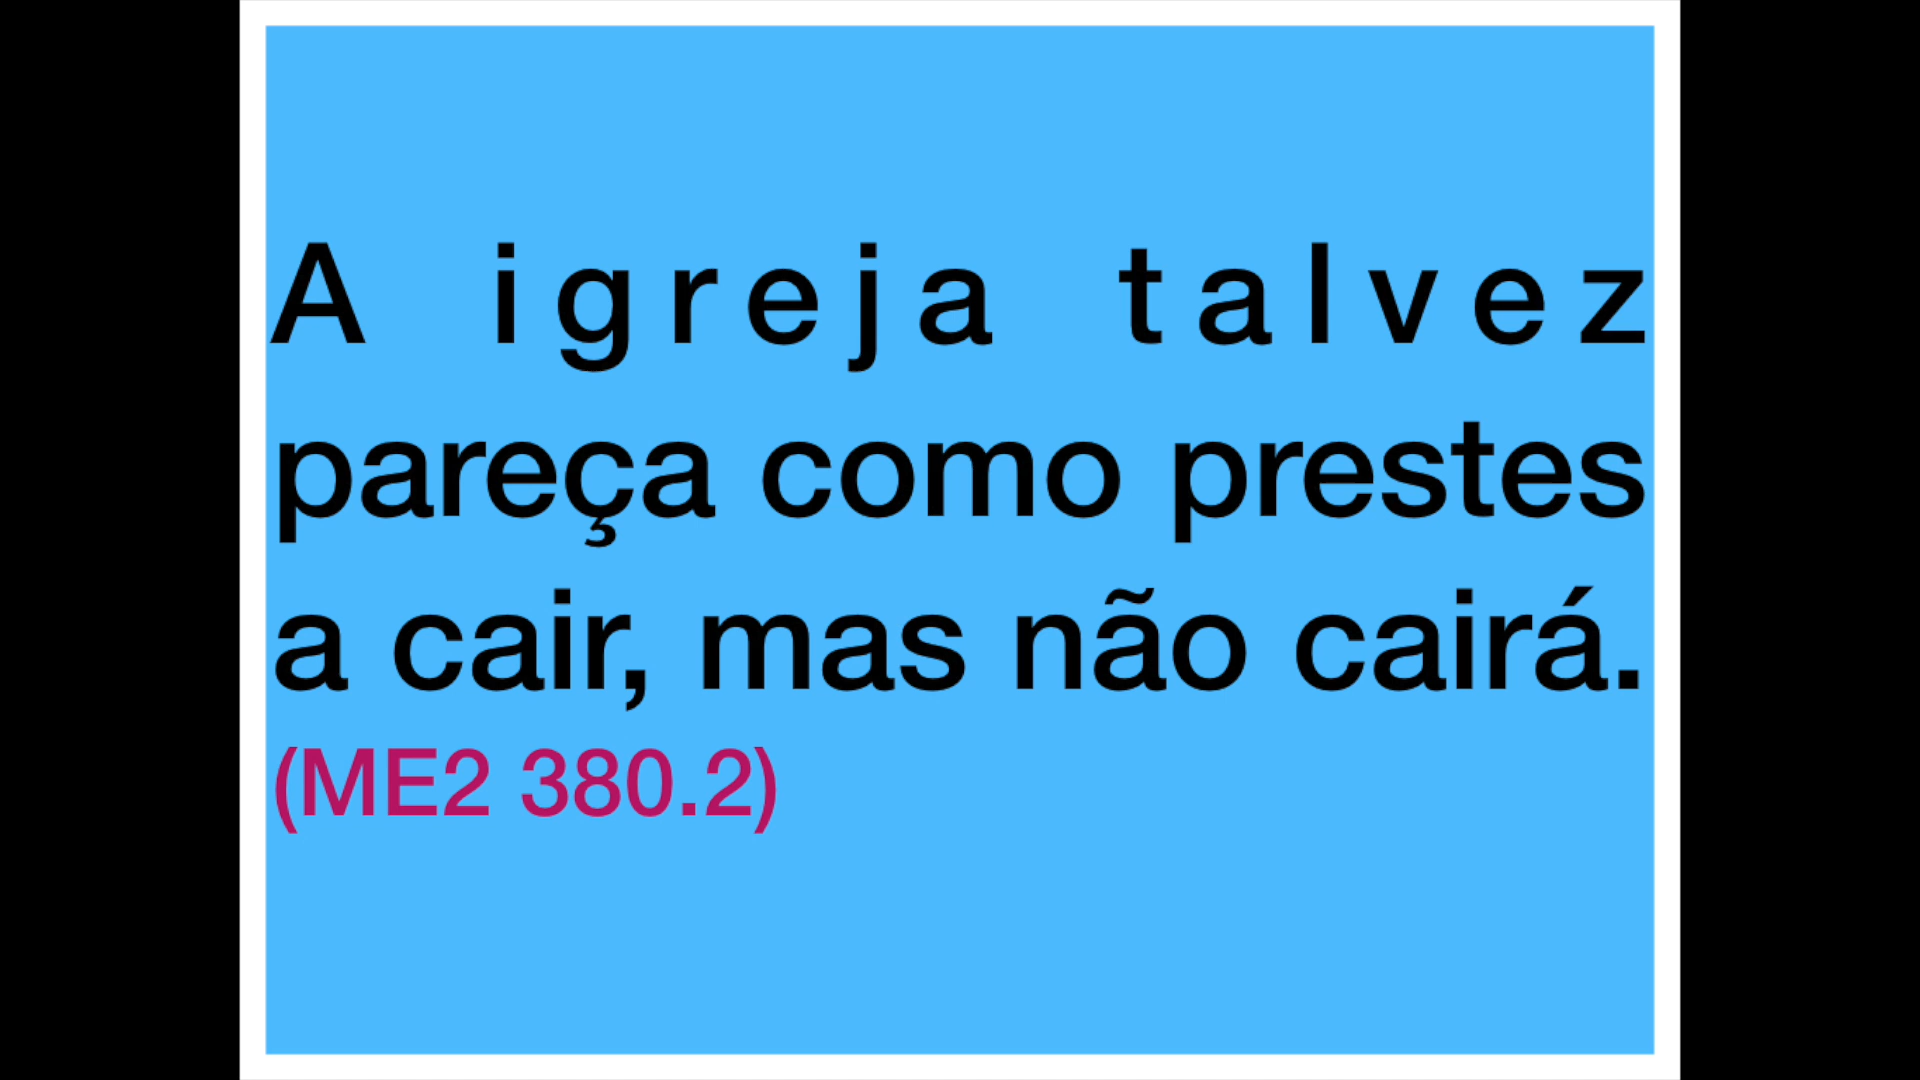 A igreja talvez
pareça como prestes
a cair, mas não cairá.
(ME2 380.2)